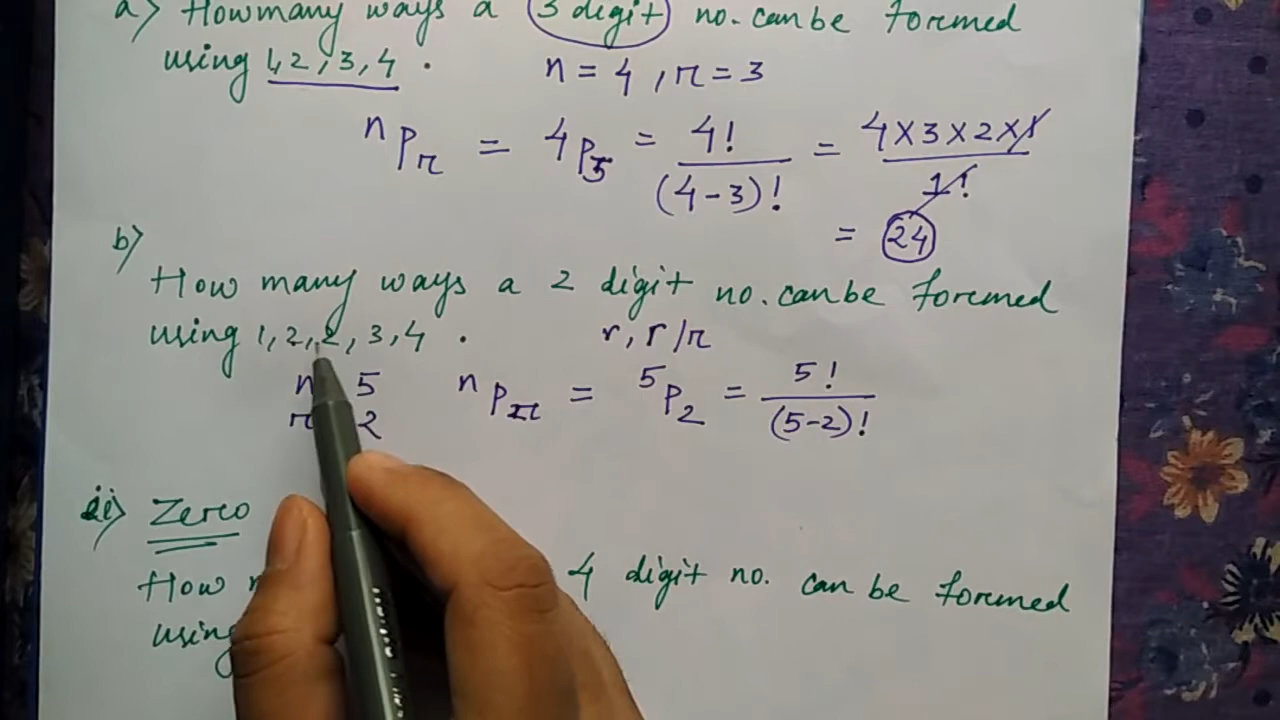 a) How many ways a 3 digit no. can be formed
using 1,2,3,4 . n = 4 , r = 3
nPr = 4P3 = 4! / (4-3)! = 4×3×2×1 / 1!
= 24
b)
How many ways a 2 digit no. can be formed
using 1,2,2,3,4 . r, r/r
n 5 nPr = 5P2 = 5! / (5-2)!
r 2
ii) Zero
How 4 digit no. can be formed
using